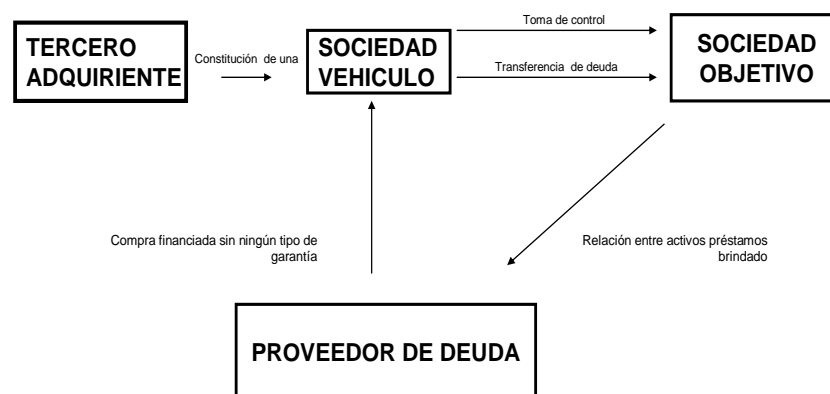 TERCERO
ADQUIRIENTE
Constitución de una
SOCIEDAD
VEHICULO
Toma de control
Transferencia de deuda
SOCIEDAD
OBJETIVO
Compra financiada sin ningún tipo de
garantía
Relación entre activos préstamos
brindado
PROVEEDOR DE DEUDA